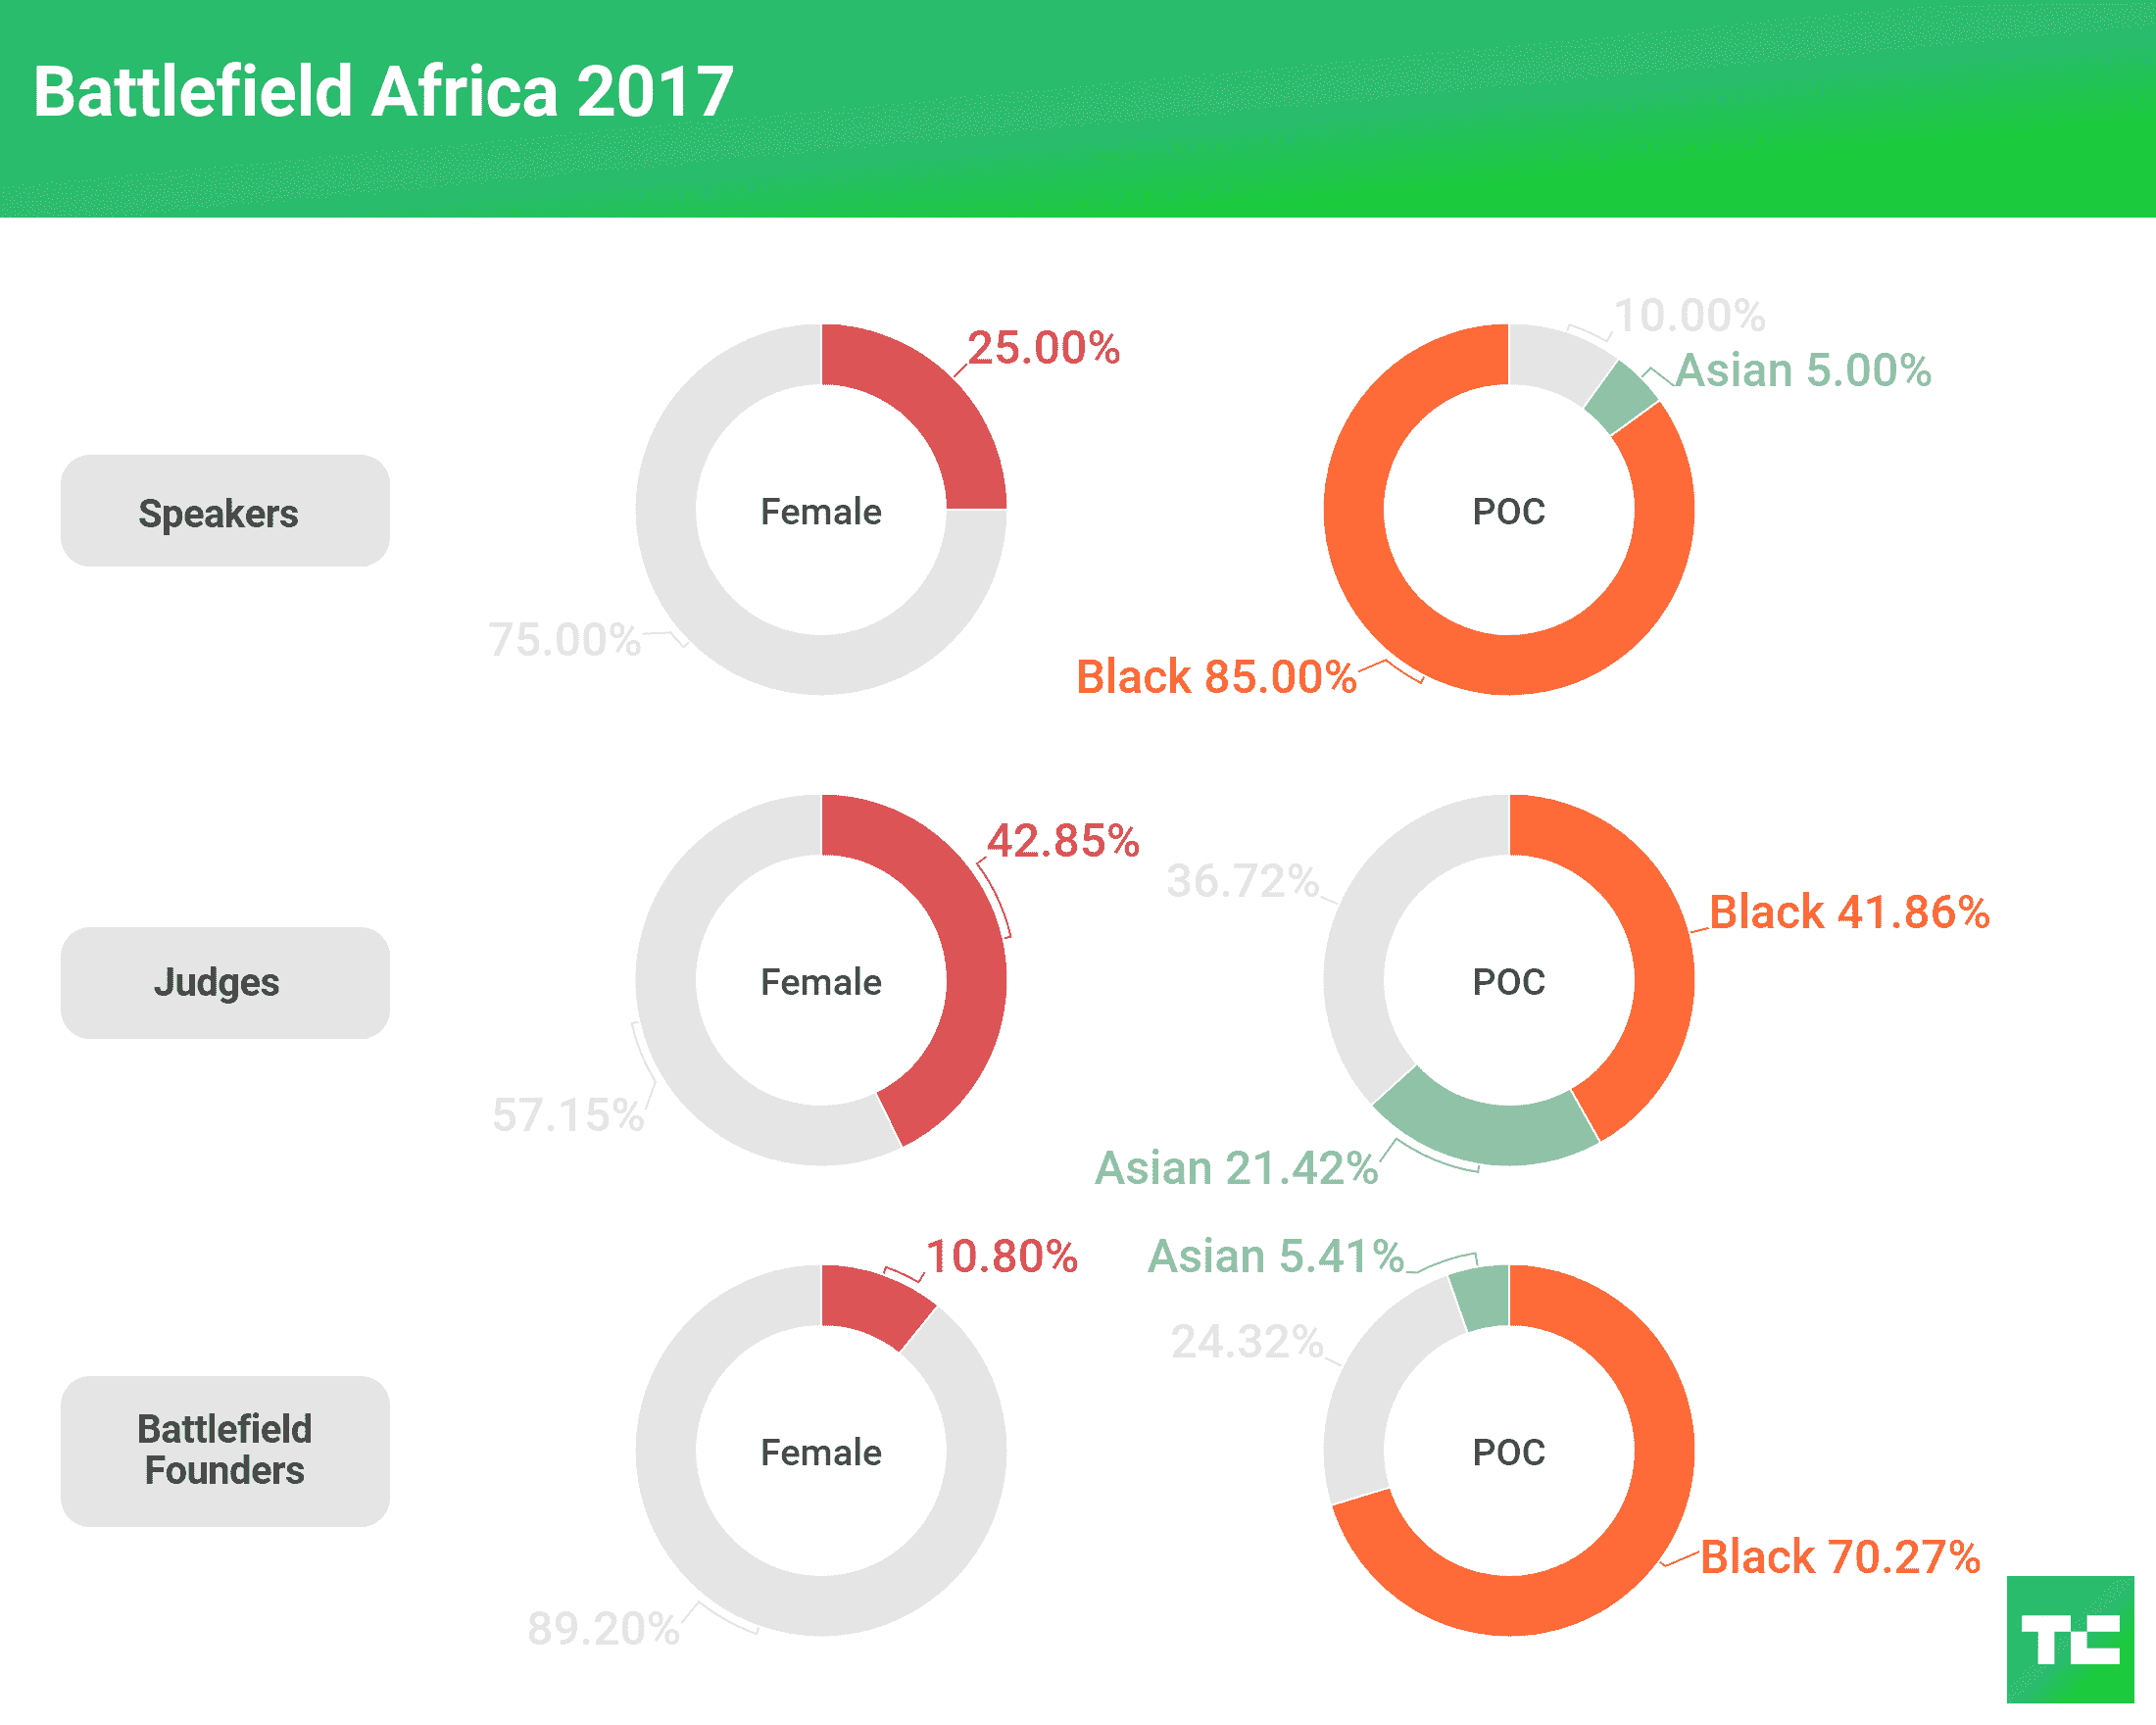 Battlefield Africa 2017
10.00%
25.00%
Asian 5.00%
Speakers
Female
POC
75.00%
Black 85.00%
42.85%
36.72%
Black 41.86%
Judges
Female
POC
57.15%
Asian 21.42%
10.80%
Asian 5.41%
24.32%
Battlefield
Founders
Female
POC
Black 70.27%
89.20%
TC